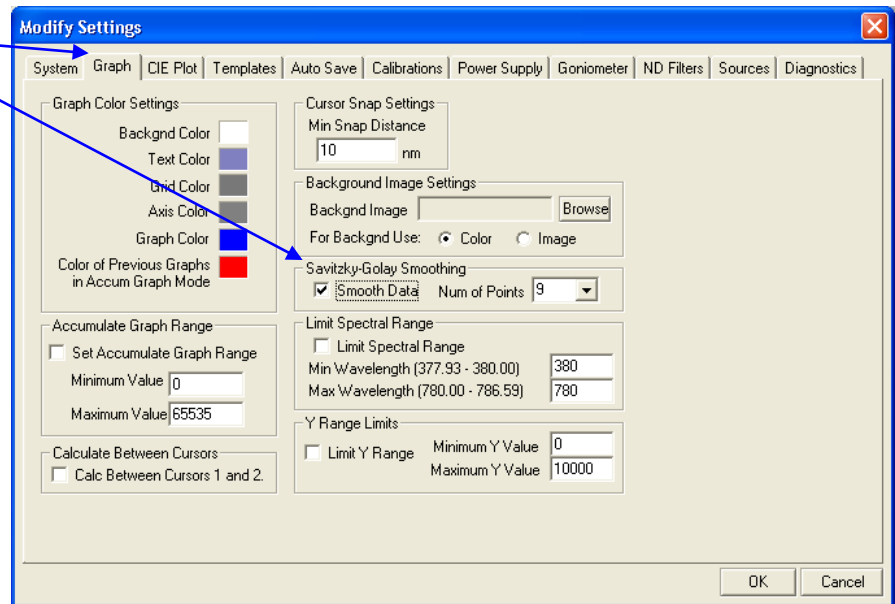 Modify Settings
System Graph CIE Plot Templates Auto Save Calibrations Power Supply Goniometer ND Filters Sources Diagnostics
Graph Color Settings
Backgnd Color
Text Color
Grid Color
Axis Color
Graph Color
Color of Previous Graphs
in Accum Graph Mode
Accumulate Graph Range
Set Accumulate Graph Range
Minimum Value 0
Maximum Value 65535
Calculate Between Cursors
Calc Between Cursors 1 and 2.
Cursor Snap Settings
Min Snap Distance
10 nm
Background Image Settings
Backgnd Image Browse
For Backgnd Use: Color Image
Savitzky-Golay Smoothing
Smooth Data Num of Points 9
Limit Spectral Range
Limit Spectral Range
Min Wavelength (377.93 - 380.00) 380
Max Wavelength (780.00 - 786.59) 780
Y Range Limits
Limit Y Range Minimum Y Value 0
Maximum Y Value 10000
OK Cancel